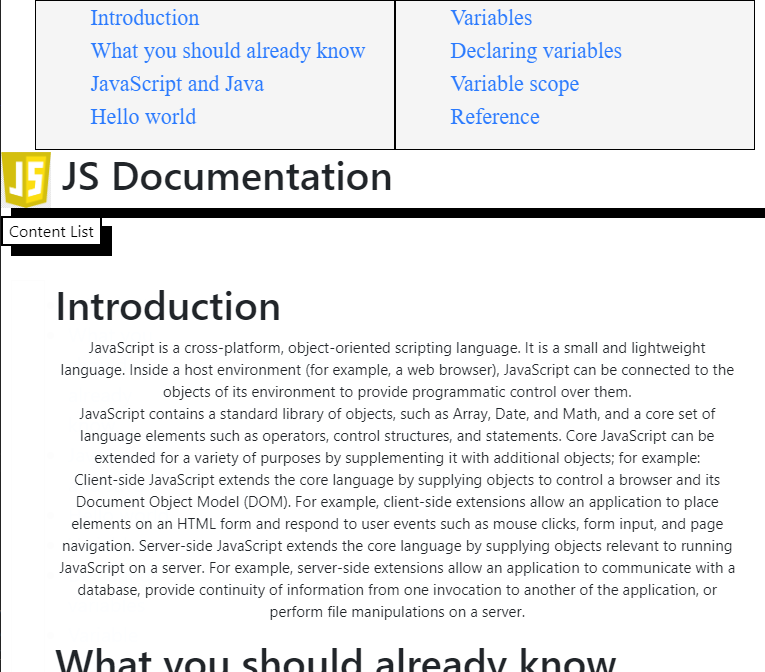 Introduction
What you should already know
JavaScript and Java
Hello world
Variables
Declaring variables
Variable scope
Reference
JS JS Documentation
Content List
Introduction
JavaScript is a cross-platform, object-oriented scripting language. It is a small and lightweight
language. Inside a host environment (for example, a web browser), JavaScript can be connected to the
objects of its environment to provide programmatic control over them.
JavaScript contains a standard library of objects, such as Array, Date, and Math, and a core set of
language elements such as operators, control structures, and statements. Core JavaScript can be
extended for a variety of purposes by supplementing it with additional objects; for example:
Client-side JavaScript extends the core language by supplying objects to control a browser and its
Document Object Model (DOM). For example, client-side extensions allow an application to place
elements on an HTML form and respond to user events such as mouse clicks, form input, and page
navigation. Server-side JavaScript extends the core language by supplying objects relevant to running
JavaScript on a server. For example, server-side extensions allow an application to communicate with a
database, provide continuity of information from one invocation to another of the application, or
perform file manipulations on a server.
What you should already know